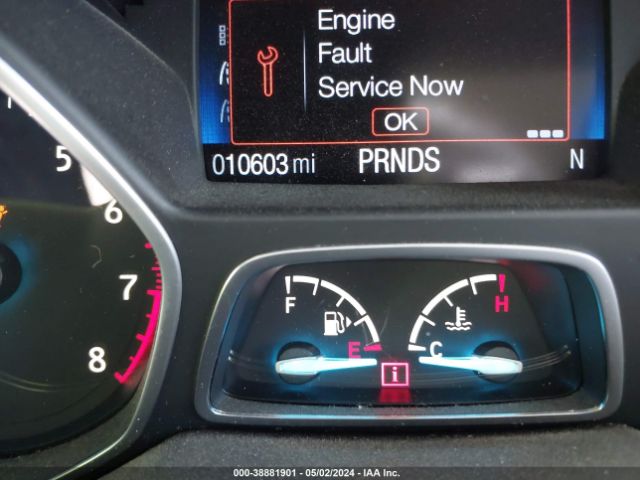 Engine
Fault
Service Now
OK
010603 mi PRNDS N
5
6
7
8
F
E
H
C
i
000-38881901 - 05/02/2024 - IAA Inc.